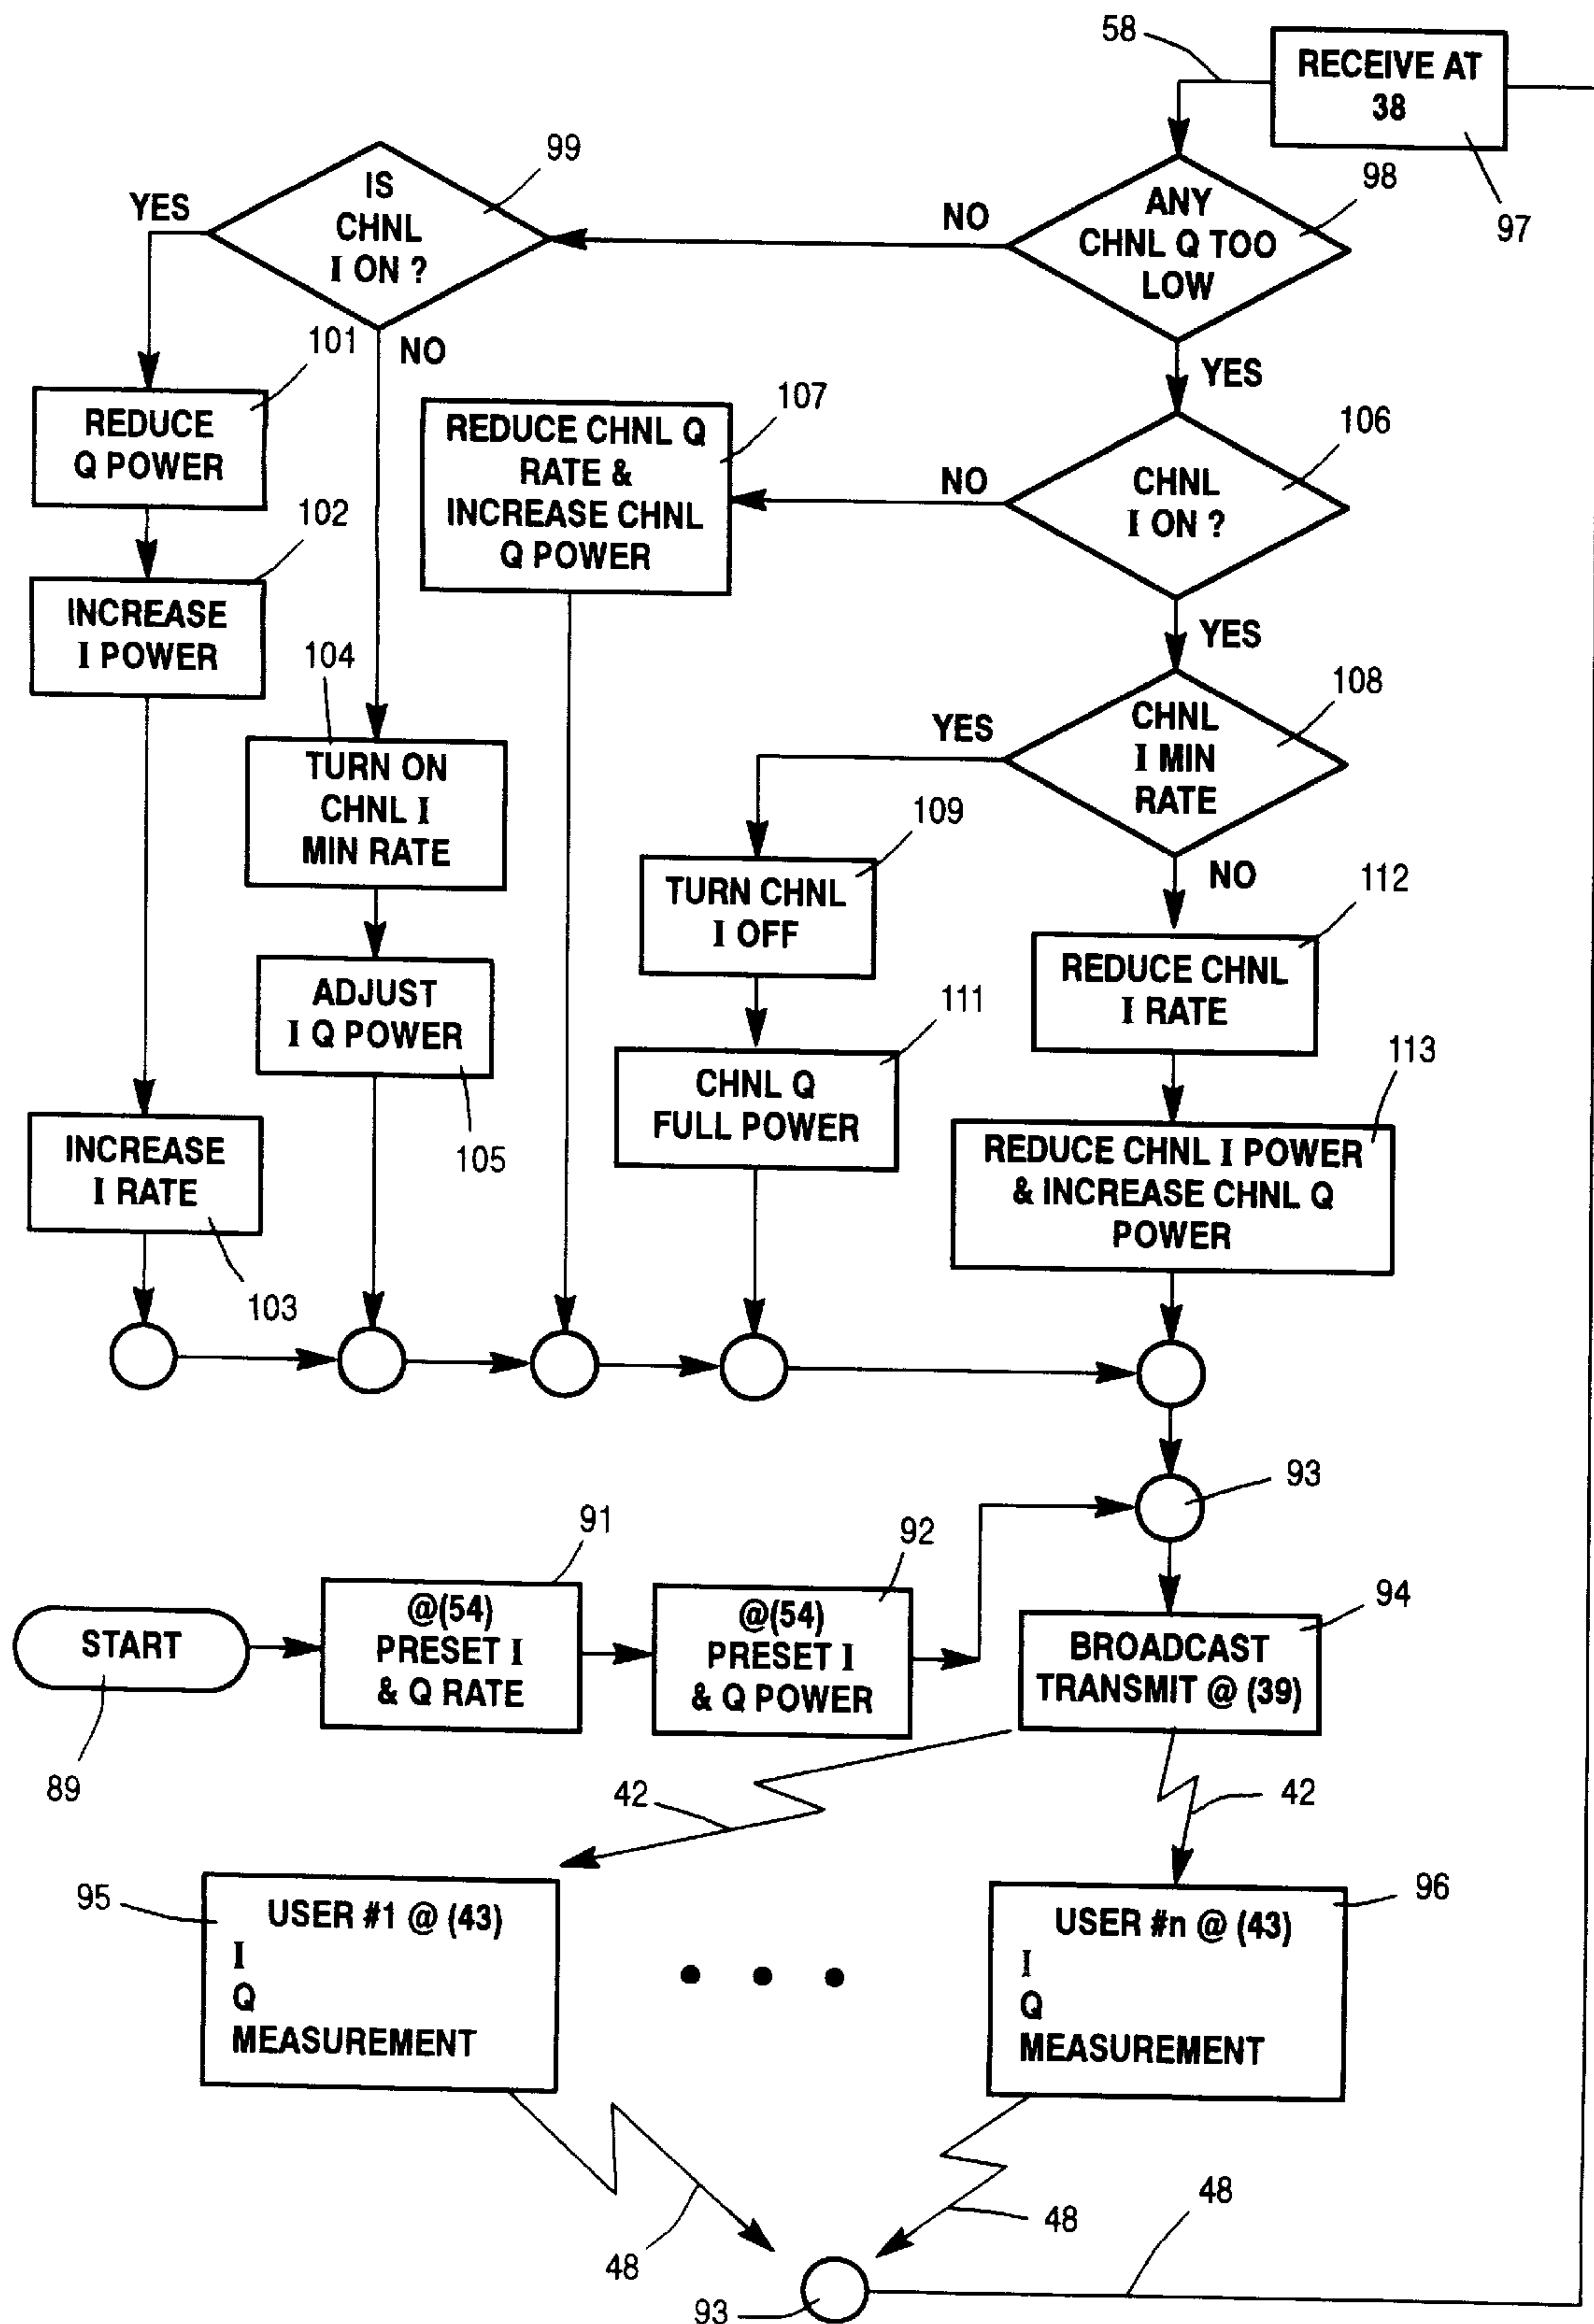 58
RECEIVE AT
38
97
99
IS
CHNL
I ON ?
YES
NO
NO
ANY
CHNL Q TOO
LOW
98
YES
101
REDUCE
Q POWER
107
REDUCE CHNL Q
RATE &
INCREASE CHNL
Q POWER
NO
CHNL
I ON ?
106
YES
102
INCREASE
I POWER
104
TURN ON
CHNL I
MIN RATE
YES
CHNL
I MIN
RATE
108
NO
109
TURN CHNL
I OFF
112
REDUCE CHNL
I RATE
ADJUST
I Q POWER
105
111
CHNL Q
FULL POWER
113
REDUCE CHNL I POWER
& INCREASE CHNL Q
POWER
INCREASE
I RATE
103
93
START
89
91
@(54)
PRESET I
& Q RATE
92
@(54)
PRESET I
& Q POWER
94
BROADCAST
TRANSMIT @ (39)
42
42
95
USER #1 @ (43)
I
Q
MEASUREMENT
96
USER #n @ (43)
I
Q
MEASUREMENT
48
48
48
93